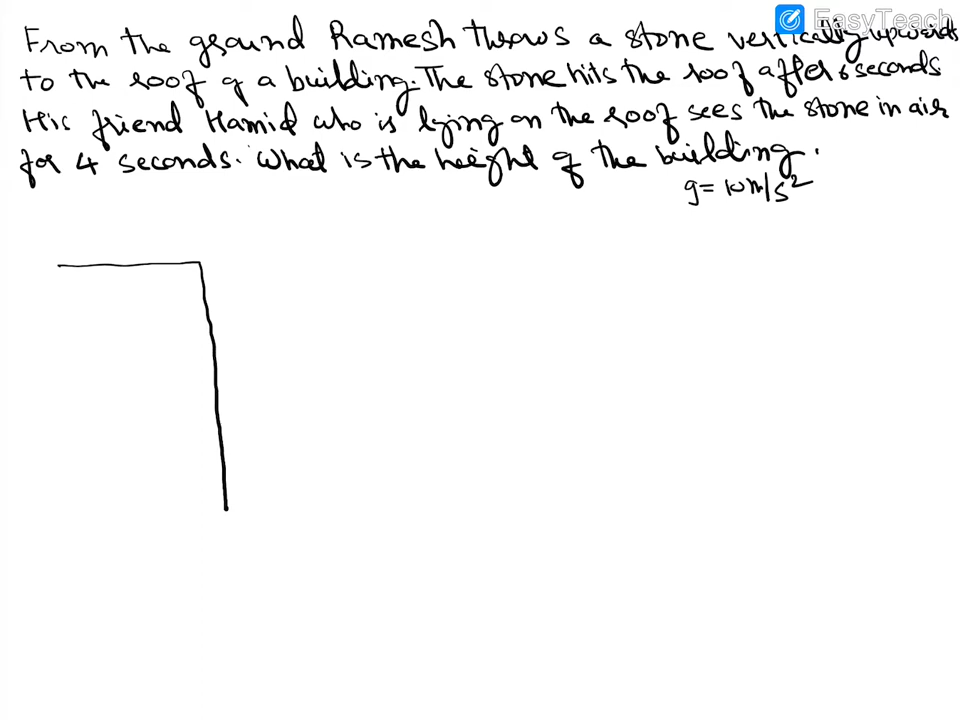 EasyTeach
From the ground Ramesh throws a stone vertically upwards
to the roof of a building. The stone hits the roof after 6 seconds
His friend Hamid who is lying on the roof sees the stone in air
for 4 seconds. What is the height of the building.
g = 10 m/s²